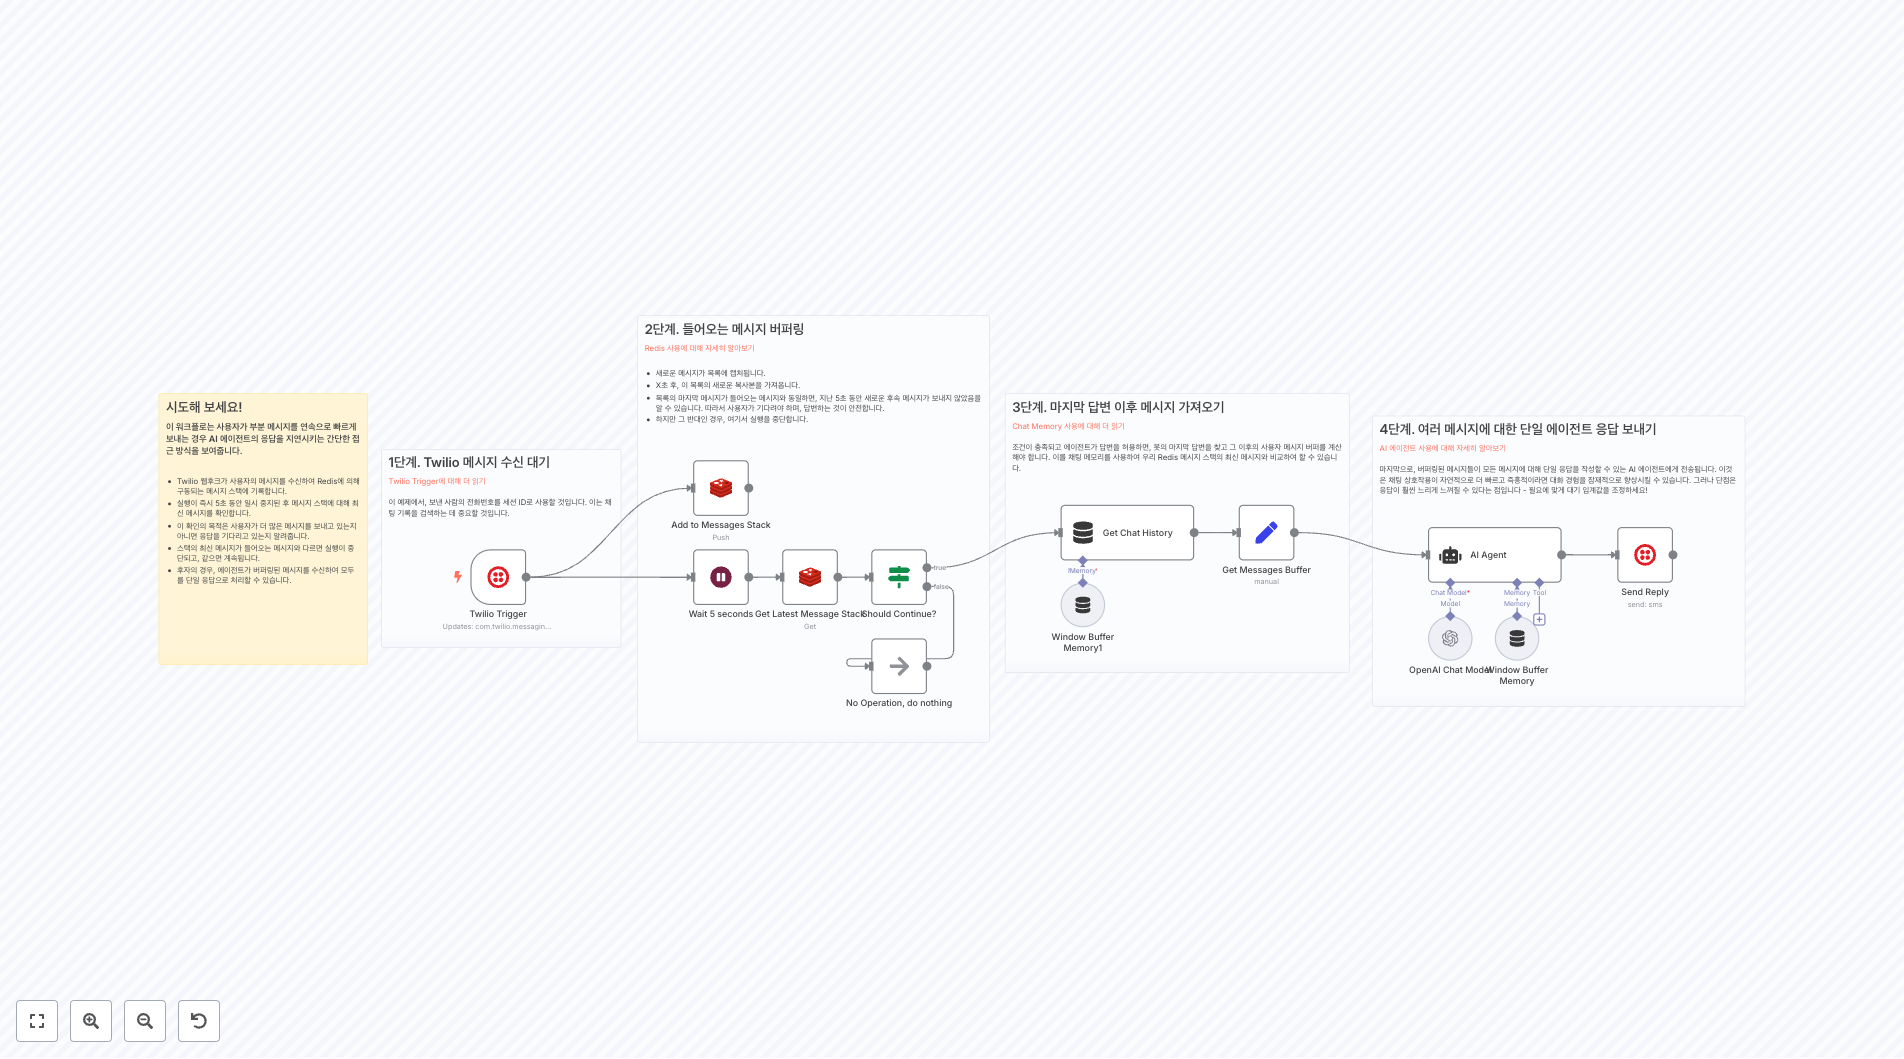 시도해 보세요!
이 워크플로는 사용자가 부분 메시지를 연속으로 빠르게
보내는 경우 AI 에이전트의 응답을 지연시키는 간단한 접
근 방식을 보여줍니다.
Twilio 웹후크가 사용자의 메시지를 수신하여 Redis에 의해
구동되는 메시지 스택에 기록합니다.
실행이 즉시 5초 동안 일시 중지된 후 메시지 스택에 대해 최
신 메시지를 확인합니다.
이 확인의 목적은 사용자가 더 많은 메시지를 보내고 있는지
아니면 응답을 기다리고 있는지 알려줍니다.
스택의 최신 메시지가 들어오는 메시지와 다르면 실행이 중
단되고, 같으면 계속됩니다.
후자의 경우, 에이전트가 버퍼링된 메시지를 수신하여 모두
를 단일 응답으로 처리할 수 있습니다.
1단계. Twilio 메시지 수신 대기
Twilio Trigger에 대해 더 읽기
이 예제에서, 보낸 사람의 전화번호를 세션 ID로 사용할 것입니다. 이는 채
팅 기록을 검색하는 데 중요할 것입니다.
Twilio Trigger
Updates: com.twilio.messagin...
2단계. 들어오는 메시지 버퍼링
Redis 사용에 대해 자세히 알아보기
새로운 메시지가 목록에 캡처됩니다.
X초 후, 이 목록의 새로운 복사본을 가져옵니다.
목록의 마지막 메시지가 들어오는 메시지와 동일하면, 지난 5초 동안 새로운 후속 메시지가 보내지 않았음을
알 수 있습니다. 따라서 사용자가 기다려야 하며, 답변하는 것이 안전합니다.
하지만 그 반대인 경우, 여기서 실행을 중단합니다.
Add to Messages Stack
Push
Wait 5 seconds
Get Latest Message Stack
Get
Should Continue?
true
false
No Operation, do nothing
3단계. 마지막 답변 이후 메시지 가져오기
Chat Memory 사용에 대해 더 읽기
조건이 충족되고 에이전트가 답변을 허용하면, 봇의 마지막 답변을 찾고 그 이후의 사용자 메시지 버퍼를 계산
해야 합니다. 이를 채팅 메모리를 사용하여 우리 Redis 메시지 스택의 최신 메시지와 비교하여 할 수 있습니
다.
Get Chat History
Memory*
Window Buffer
Memory1
Get Messages Buffer
manual
4단계. 여러 메시지에 대한 단일 에이전트 응답 보내기
AI 에이전트 사용에 대해 자세히 알아보기
마지막으로, 버퍼링된 메시지들이 모든 메시지에 대해 단일 응답을 작성할 수 있는 AI 에이전트에게 전송됩니다. 이것
은 채팅 상호작용이 자연적으로 더 빠르고 즉흥적이라면 대화 경험을 잠재적으로 향상시킬 수 있습니다. 그러나 단점은
응답이 훨씬 느리게 느껴질 수 있다는 점입니다 - 필요에 맞게 대기 임계값을 조정하세요!
AI Agent
Chat Model*
Model
Memory
Tool
Memory
OpenAI Chat Model
Window Buffer
Memory
Send Reply
send: sms